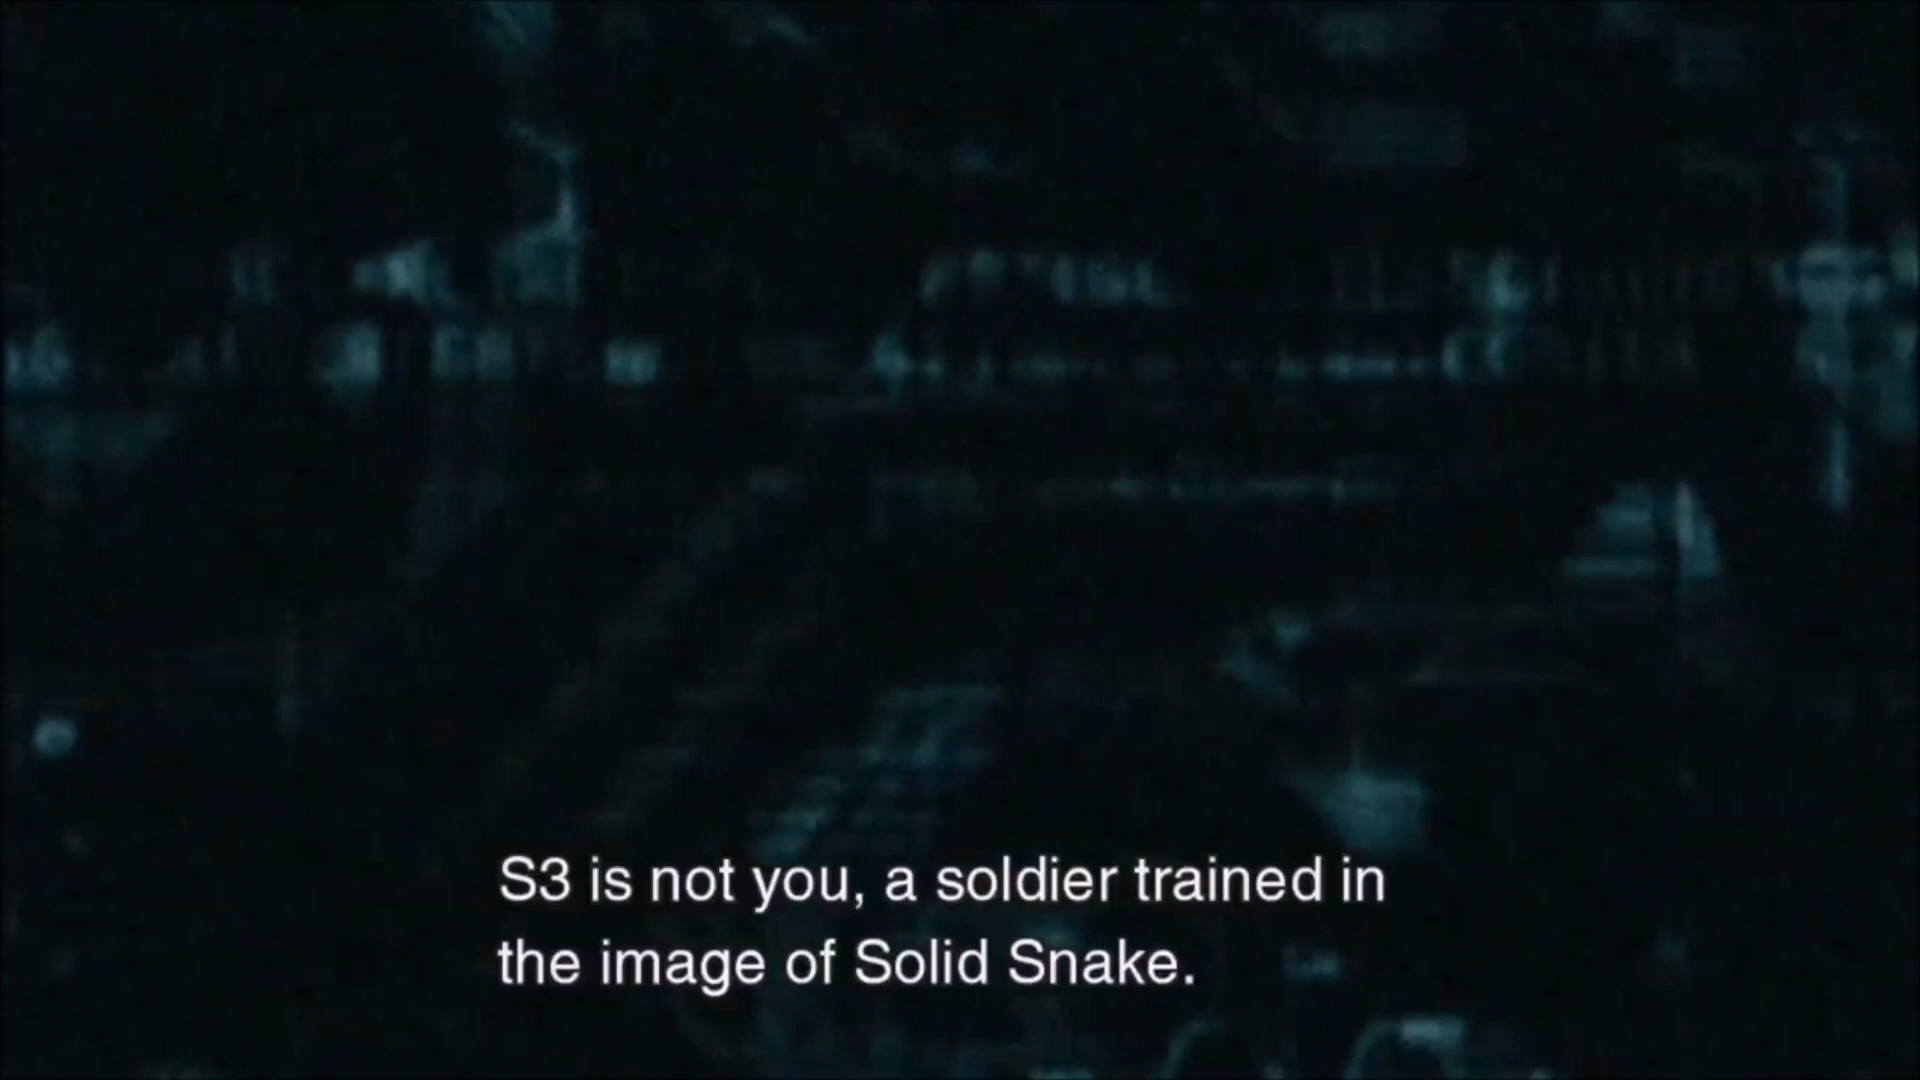 S3 is not you, a soldier trained in
the image of Solid Snake.